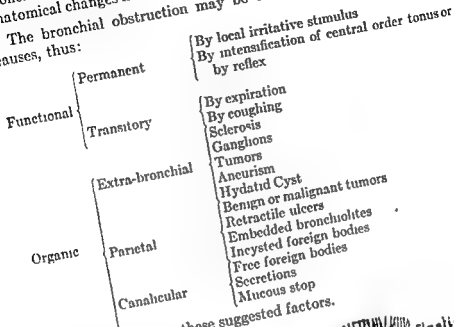 anatomical changes
The bronchial obstruction may be
causes, thus:
Functional
Permanent
By local irritative stimulus
By intensification of central order tonus or
by reflex
Transitory
By expiration
By coughing
Organic
Extra-bronchial
Sclerosis
Ganglions
Tumors
Aneurism
Hydatid Cyst
Parietal
Benign or malignant tumors
Retractile ulcers
Embedded bronchiolites
Incysted foreign bodies
Canalicular
Free foreign bodies
Secretions
Mucous stop
these suggested factors.